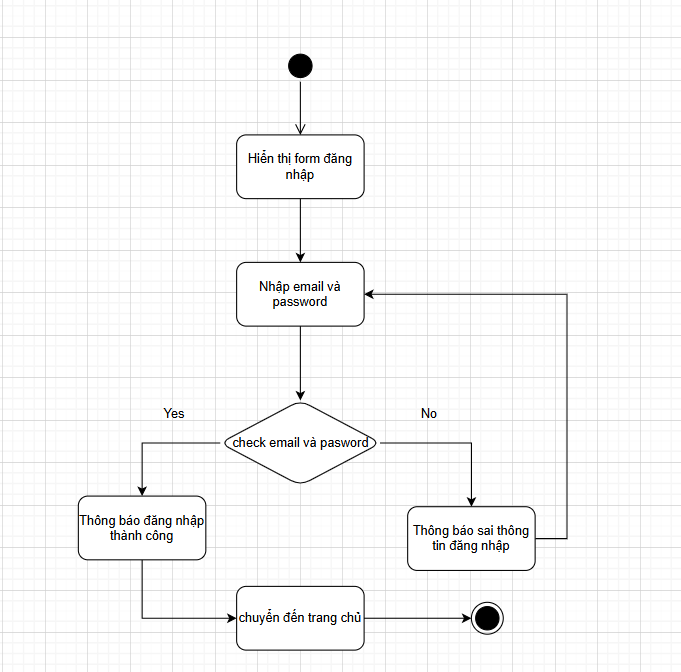 Hiển thị form đăng
nhập
Nhập email và
password
Yes
No
check email và pasword
Thông báo đăng nhập
thành công
Thông báo sai thông
tin đăng nhập
chuyển đến trang chủ